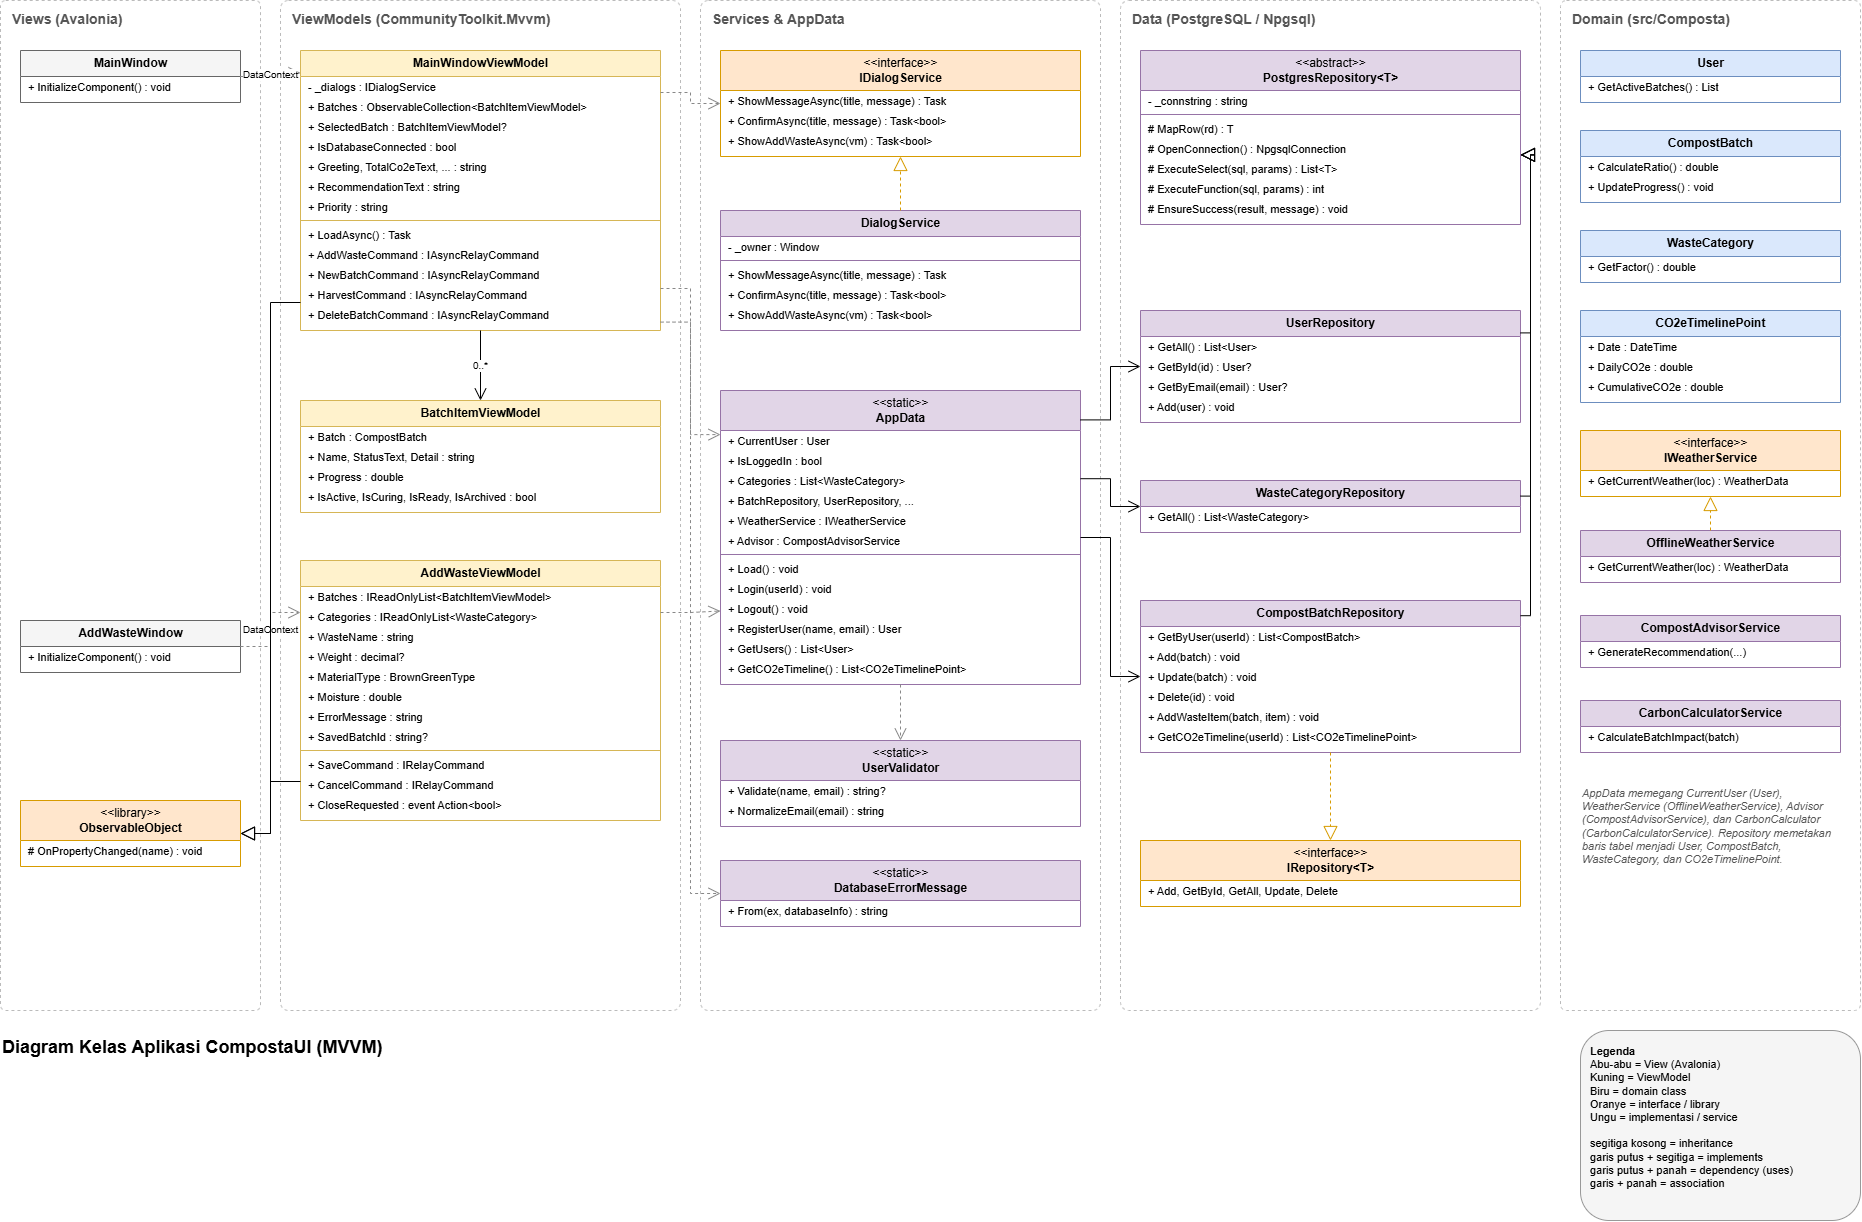 Views (Avalonia)
MainWindow
+ InitializeComponent() : void
DataContext
AddWasteWindow
+ InitializeComponent() : void
DataContext
<<library>>
ObservableObject
# OnPropertyChanged(name) : void
ViewModels (CommunityToolkit.Mvvm)
MainWindowViewModel
- _dialogs : IDialogService
+ Batches : ObservableCollection<BatchItemViewModel>
+ SelectedBatch : BatchItemViewModel?
+ IsDatabaseConnected : bool
+ Greeting, TotalCo2eText, ... : string
+ RecommendationText : string
+ Priority : string
+ LoadAsync() : Task
+ AddWasteCommand : IAsyncRelayCommand
+ NewBatchCommand : IAsyncRelayCommand
+ HarvestCommand : IAsyncRelayCommand
+ DeleteBatchCommand : IAsyncRelayCommand
0..*
BatchItemViewModel
+ Batch : CompostBatch
+ Name, StatusText, Detail : string
+ Progress : double
+ IsActive, IsCuring, IsReady, IsArchived : bool
AddWasteViewModel
+ Batches : IReadOnlyList<BatchItemViewModel>
+ Categories : IReadOnlyList<WasteCategory>
+ WasteName : string
+ Weight : decimal?
+ MaterialType : BrownGreenType
+ Moisture : double
+ ErrorMessage : string
+ SavedBatchId : string?
+ SaveCommand : IRelayCommand
+ CancelCommand : IRelayCommand
+ CloseRequested : event Action<bool>
Services & AppData
<<interface>>
IDialogService
+ ShowMessageAsync(title, message) : Task
+ ConfirmAsync(title, message) : Task<bool>
+ ShowAddWasteAsync(vm) : Task<bool>
DialogService
- _owner : Window
+ ShowMessageAsync(title, message) : Task
+ ConfirmAsync(title, message) : Task<bool>
+ ShowAddWasteAsync(vm) : Task<bool>
<<static>>
AppData
+ CurrentUser : User
+ IsLoggedIn : bool
+ Categories : List<WasteCategory>
+ BatchRepository, UserRepository, ...
+ WeatherService : IWeatherService
+ Advisor : CompostAdvisorService
+ Load() : void
+ Login(userId) : void
+ Logout() : void
+ RegisterUser(name, email) : User
+ GetUsers() : List<User>
+ GetCO2eTimeline() : List<CO2eTimelinePoint>
<<static>>
UserValidator
+ Validate(name, email) : string?
+ NormalizeEmail(email) : string
<<static>>
DatabaseErrorMessage
+ From(ex, databaseInfo) : string
Data (PostgreSQL / Npgsql)
<<abstract>>
PostgresRepository<T>
- _connstring : string
# MapRow(rd) : T
# OpenConnection() : NpgsqlConnection
# ExecuteSelect(sql, params) : List<T>
# ExecuteFunction(sql, params) : int
# EnsureSuccess(result, message) : void
UserRepository
+ GetAll() : List<User>
+ GetById(id) : User?
+ GetByEmail(email) : User?
+ Add(user) : void
WasteCategoryRepository
+ GetAll() : List<WasteCategory>
CompostBatchRepository
+ GetByUser(userId) : List<CompostBatch>
+ Add(batch) : void
+ Update(batch) : void
+ Delete(id) : void
+ AddWasteItem(batch, item) : void
+ GetCO2eTimeline(userId) : List<CO2eTimelinePoint>
<<interface>>
IRepository<T>
+ Add, GetById, GetAll, Update, Delete
Domain (src/Composta)
User
+ GetActiveBatches() : List
CompostBatch
+ CalculateRatio() : double
+ UpdateProgress() : void
WasteCategory
+ GetFactor() : double
CO2eTimelinePoint
+ Date : DateTime
+ DailyCO2e : double
+ CumulativeCO2e : double
<<interface>>
IWeatherService
+ GetCurrentWeather(loc) : WeatherData
OfflineWeatherService
+ GetCurrentWeather(loc) : WeatherData
CompostAdvisorService
+ GenerateRecommendation(...)
CarbonCalculatorService
+ CalculateBatchImpact(batch)
AppData memegang CurrentUser (User),
WeatherService (OfflineWeatherService), Advisor
(CompostAdvisorService), dan CarbonCalculator
(CarbonCalculatorService). Repository memetakan
baris tabel menjadi User, CompostBatch,
WasteCategory, dan CO2eTimelinePoint.
Diagram Kelas Aplikasi CompostaUI (MVVM)
Legenda
Abu-abu = View (Avalonia)
Kuning = ViewModel
Biru = domain class
Oranye = interface / library
Ungu = implementasi / service
segitiga kosong = inheritance
garis putus + segitiga = implements
garis putus + panah = dependency (uses)
garis + panah = association